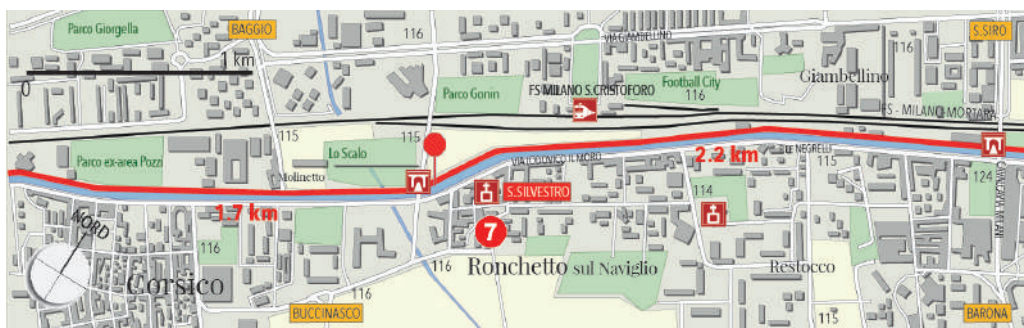 Parco Giorgella
BAGGIO
116
VIA GIAMBELLINO
S.SIRO
116
1 km
0
FS MILANO S.CRISTOFORO
Football City
116
Giambellino
Parco Gonin
FS - MILANO-MORTARA
115
115
Lo Scalo
Parco ex-area Pozzi
Molinetto
VIA LODOVICO IL MORO
2.2 km
115
S.SILVESTRO
114
124
1.7 km
NORD
7
116
116
Ronchetto sul Naviglio
Restocco
Corsico
116
BUCCINASCO
115
BARONA